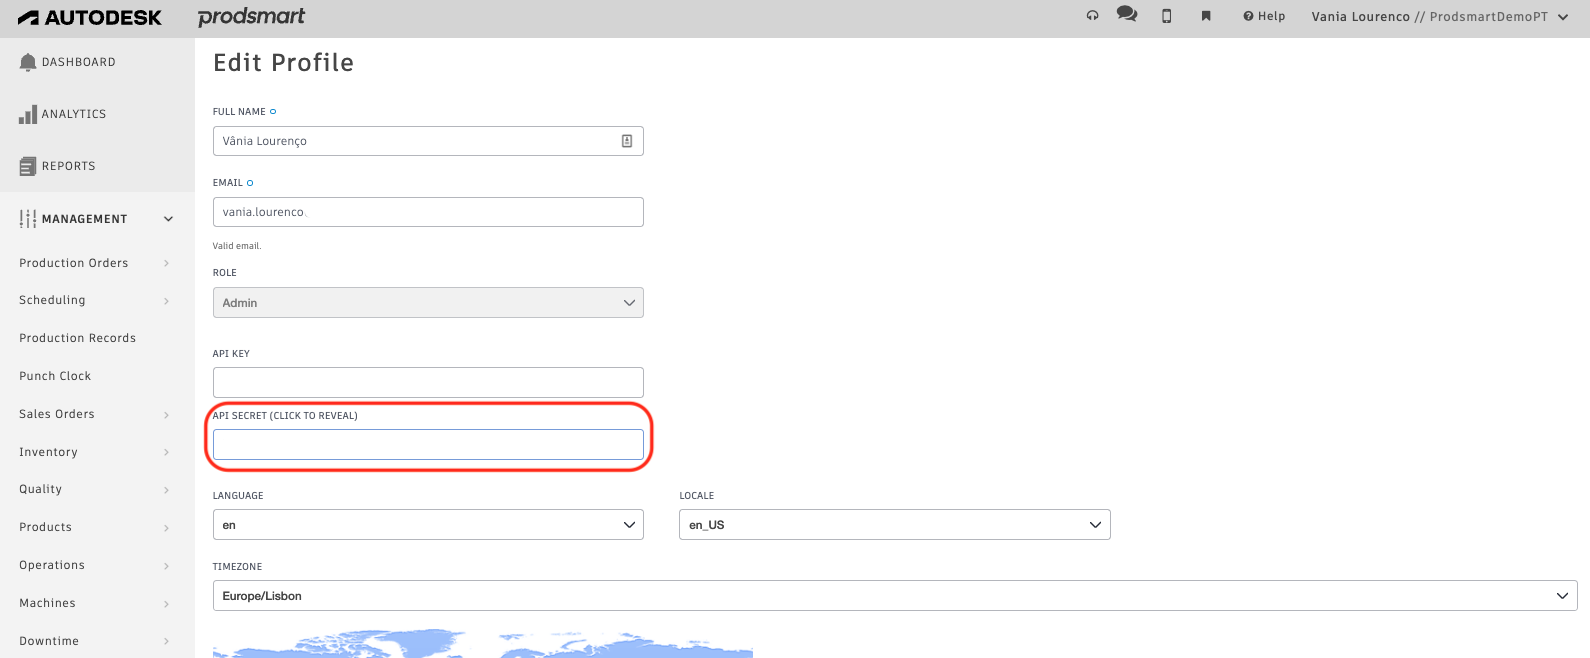 AUTODESK prodsmart Help Vania Lourenco // ProdsmartDemoPT
DASHBOARD
ANALYTICS
REPORTS
MANAGEMENT
Production Orders
Scheduling
Production Records
Punch Clock
Sales Orders
Inventory
Quality
Products
Operations
Machines
Downtime
Edit Profile
FULL NAME
Vânia Lourenço
EMAIL
vania.lourenco.
Valid email.
ROLE
Admin
API KEY
API SECRET (CLICK TO REVEAL)
LANGUAGE LOCALE
en en_US
TIMEZONE
Europe/Lisbon